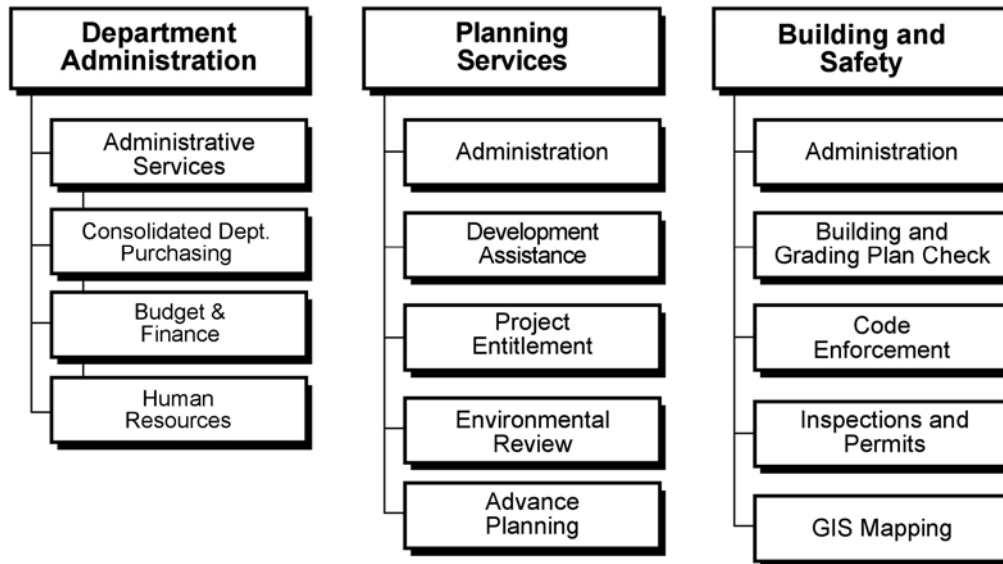 Department
Administration
Administrative
Services
Consolidated Dept.
Purchasing
Budget &
Finance
Human
Resources
Planning
Services
Administration
Development
Assistance
Project
Entitlement
Environmental
Review
Advance
Planning
Building and
Safety
Administration
Building and
Grading Plan Check
Code
Enforcement
Inspections and
Permits
GIS Mapping